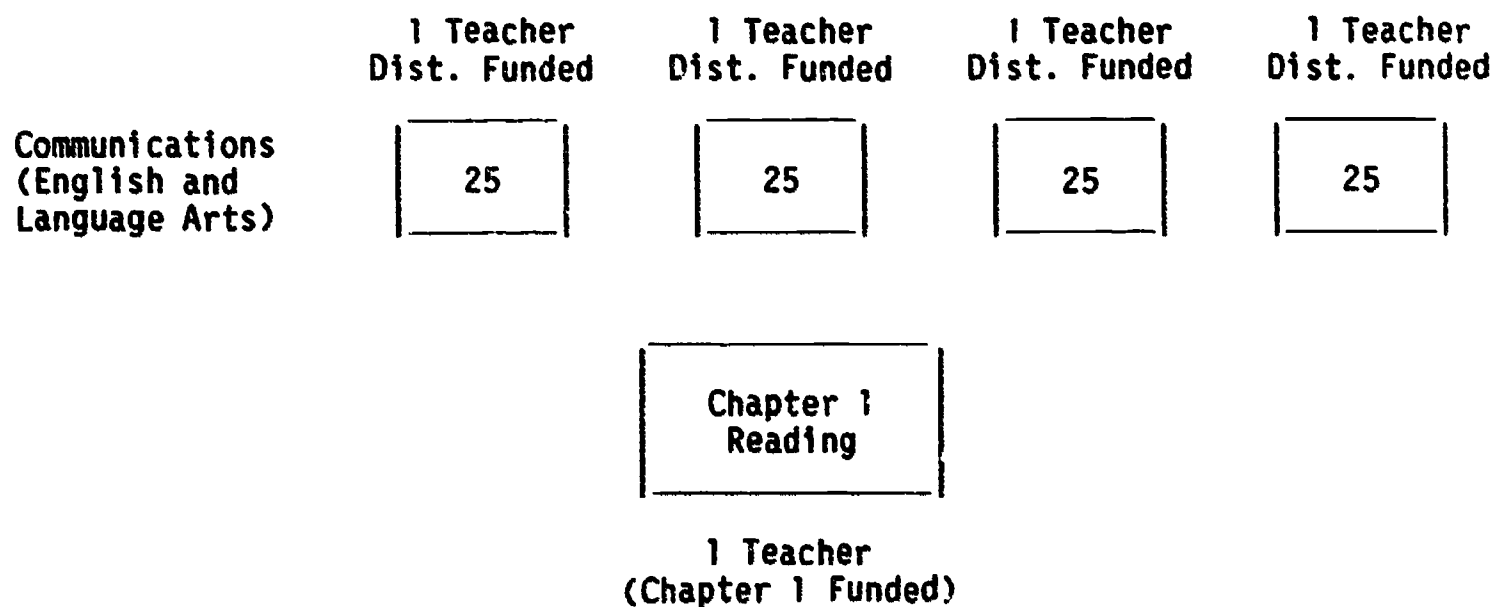 1 Teacher 1 Teacher 1 Teacher 1 Teacher
Dist. Funded Dist. Funded Dist. Funded Dist. Funded
Communications
(English and
Language Arts)
25 25 25 25
Chapter 1
Reading
1 Teacher
(Chapter 1 Funded)